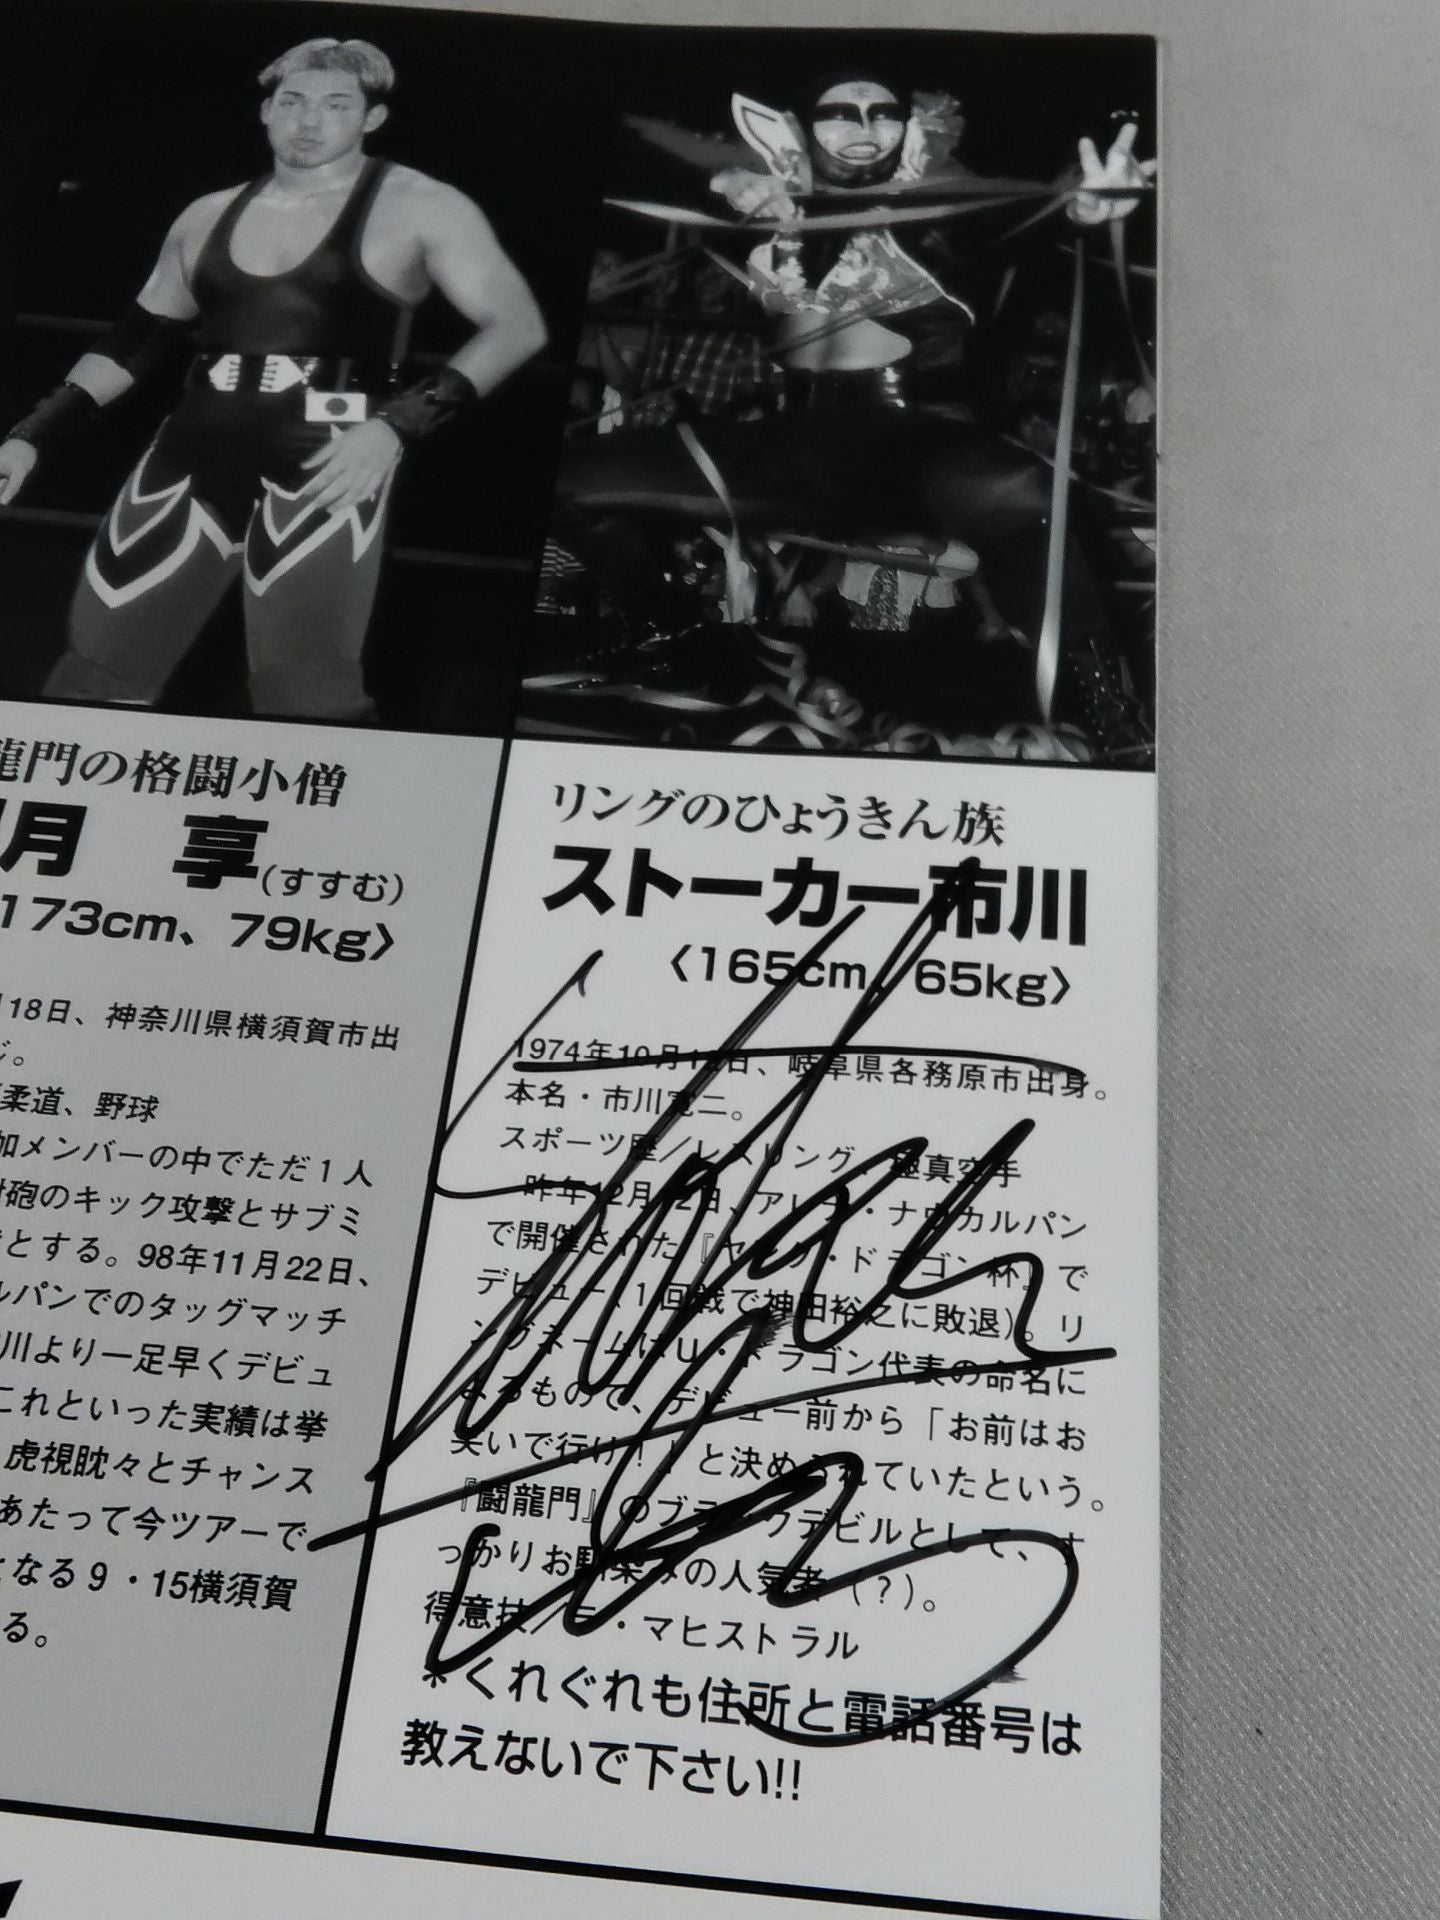 龍門の格闘小僧
月 享(すすむ)
173cm、79kg〉
18日、神奈川県横須賀市出
柔道、野球
加メンバーの中でただ1人
砲のキック攻撃とサブミ
とする。98年11月22日、
ルパンでのタッグマッチ
川より一足早くデビュ
これといった実績は挙
虎視眈々とチャンス
あたって今ツアーで
なる9・15横須賀
る。
リングのひょうきん族
ストーカー市川
〈165cm、65kg〉
1974年10月 日、岐阜県各務原市出身。
本名・市川 二。
スポーツ歴/レスリング、極真空手
昨年12月 2日、アレナ・ナウカルパン
で開催された『ヤング・ドラゴン杯』で
デビュー(1回戦で神田裕之に敗退)。リ
ングネームはU・ドラゴン代表の命名に
よるもので、デビュー前から「お前はお
笑いで行け!」と決められていたという。
『闘龍門』のブラックデビルとして、す
っかりお馴染みの人気者(?)。
得意技/ラ・マヒストラル
*くれぐれも住所と電話番号は
教えないで下さい!!